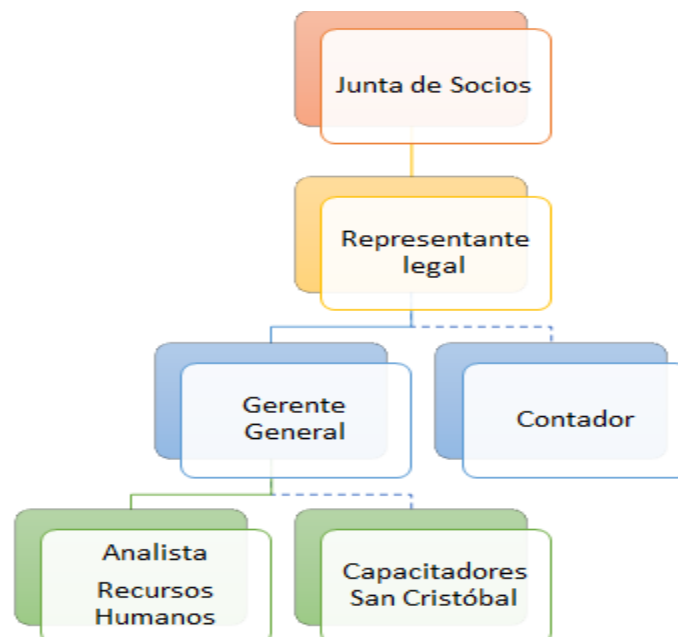 Junta de Socios
Representante
legal
Gerente
General
Contador
Analista
Recursos
Humanos
Capacitadores
San Cristóbal